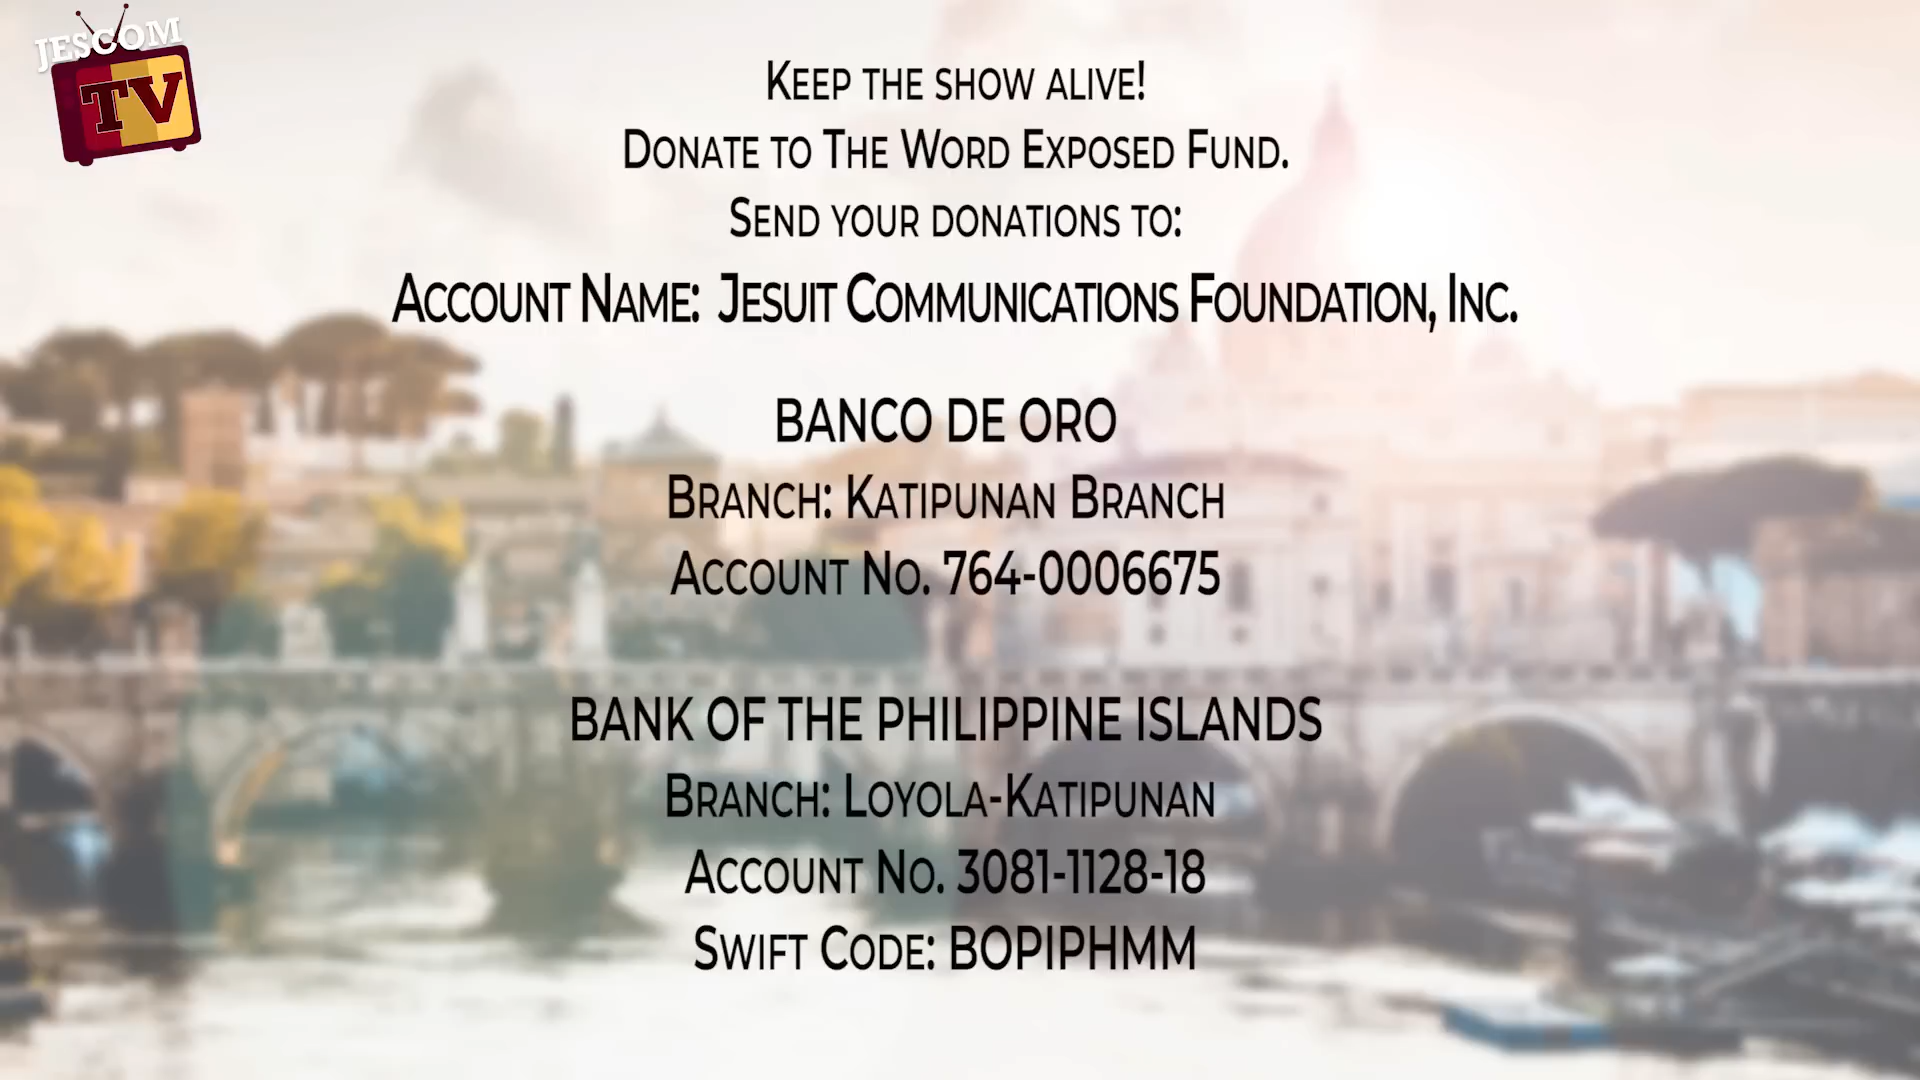 JESCOM
TV
Keep the show alive!
Donate to The Word Exposed Fund.
Send your donations to:
Account Name: Jesuit Communications Foundation, Inc.
BANCO DE ORO
Branch: Katipunan Branch
Account No. 764-0006675
BANK OF THE PHILIPPINE ISLANDS
Branch: Loyola-Katipunan
Account No. 3081-1128-18
Swift Code: BOPIPHMM